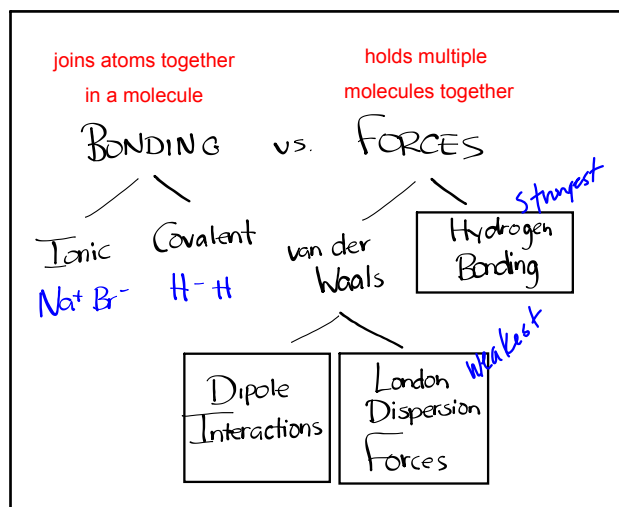 joins atoms together
in a molecule
holds multiple
molecules together
BONDING vs. FORCES
Ionic
Na⁺ Br⁻
Covalent
H - H
van der
Waals
strongest
Hydrogen
Bonding
Dipole
Interactions
weakest
London
Dispersion
Forces